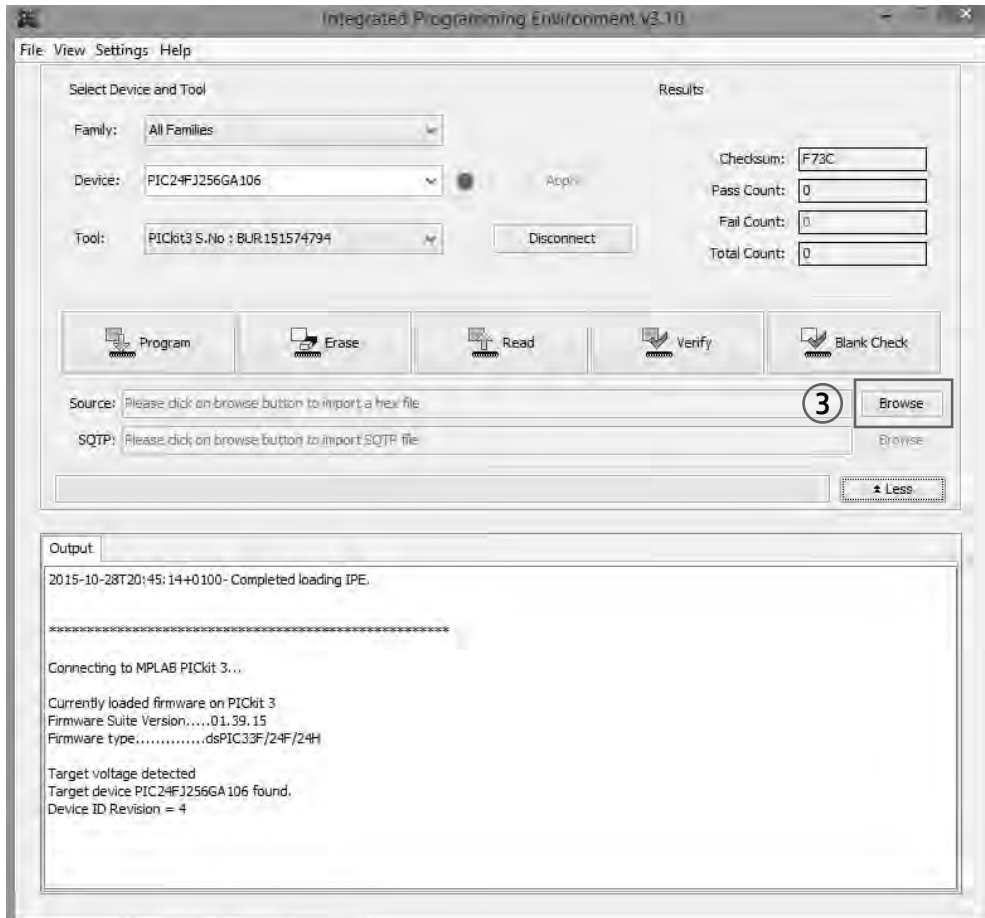 Integrated Programming Environment v3.10
File View Settings Help
Select Device and Tool
Results
Family: All Families
Checksum: F73C
Device: PIC24FJ256GA106
Apply
Pass Count: 0
Fail Count: 0
Tool: PICkit3 S.No : BUR151574794
Disconnect
Total Count: 0
Program
Erase
Read
Verify
Blank Check
Source: Please click on browse button to import a hex file
③
Browse
SQTP: Please click on browse button to import SQTP file
Browse
Less
Output
2015-10-28T20:45:14+0100- Completed loading IPE.
*****************************************************
Connecting to MPLAB PICkit 3...
Currently loaded firmware on PICkit 3
Firmware Suite Version.....01.39.15
Firmware type..............dsPIC33F/24F/24H
Target voltage detected
Target device PIC24FJ256GA106 found.
Device ID Revision = 4